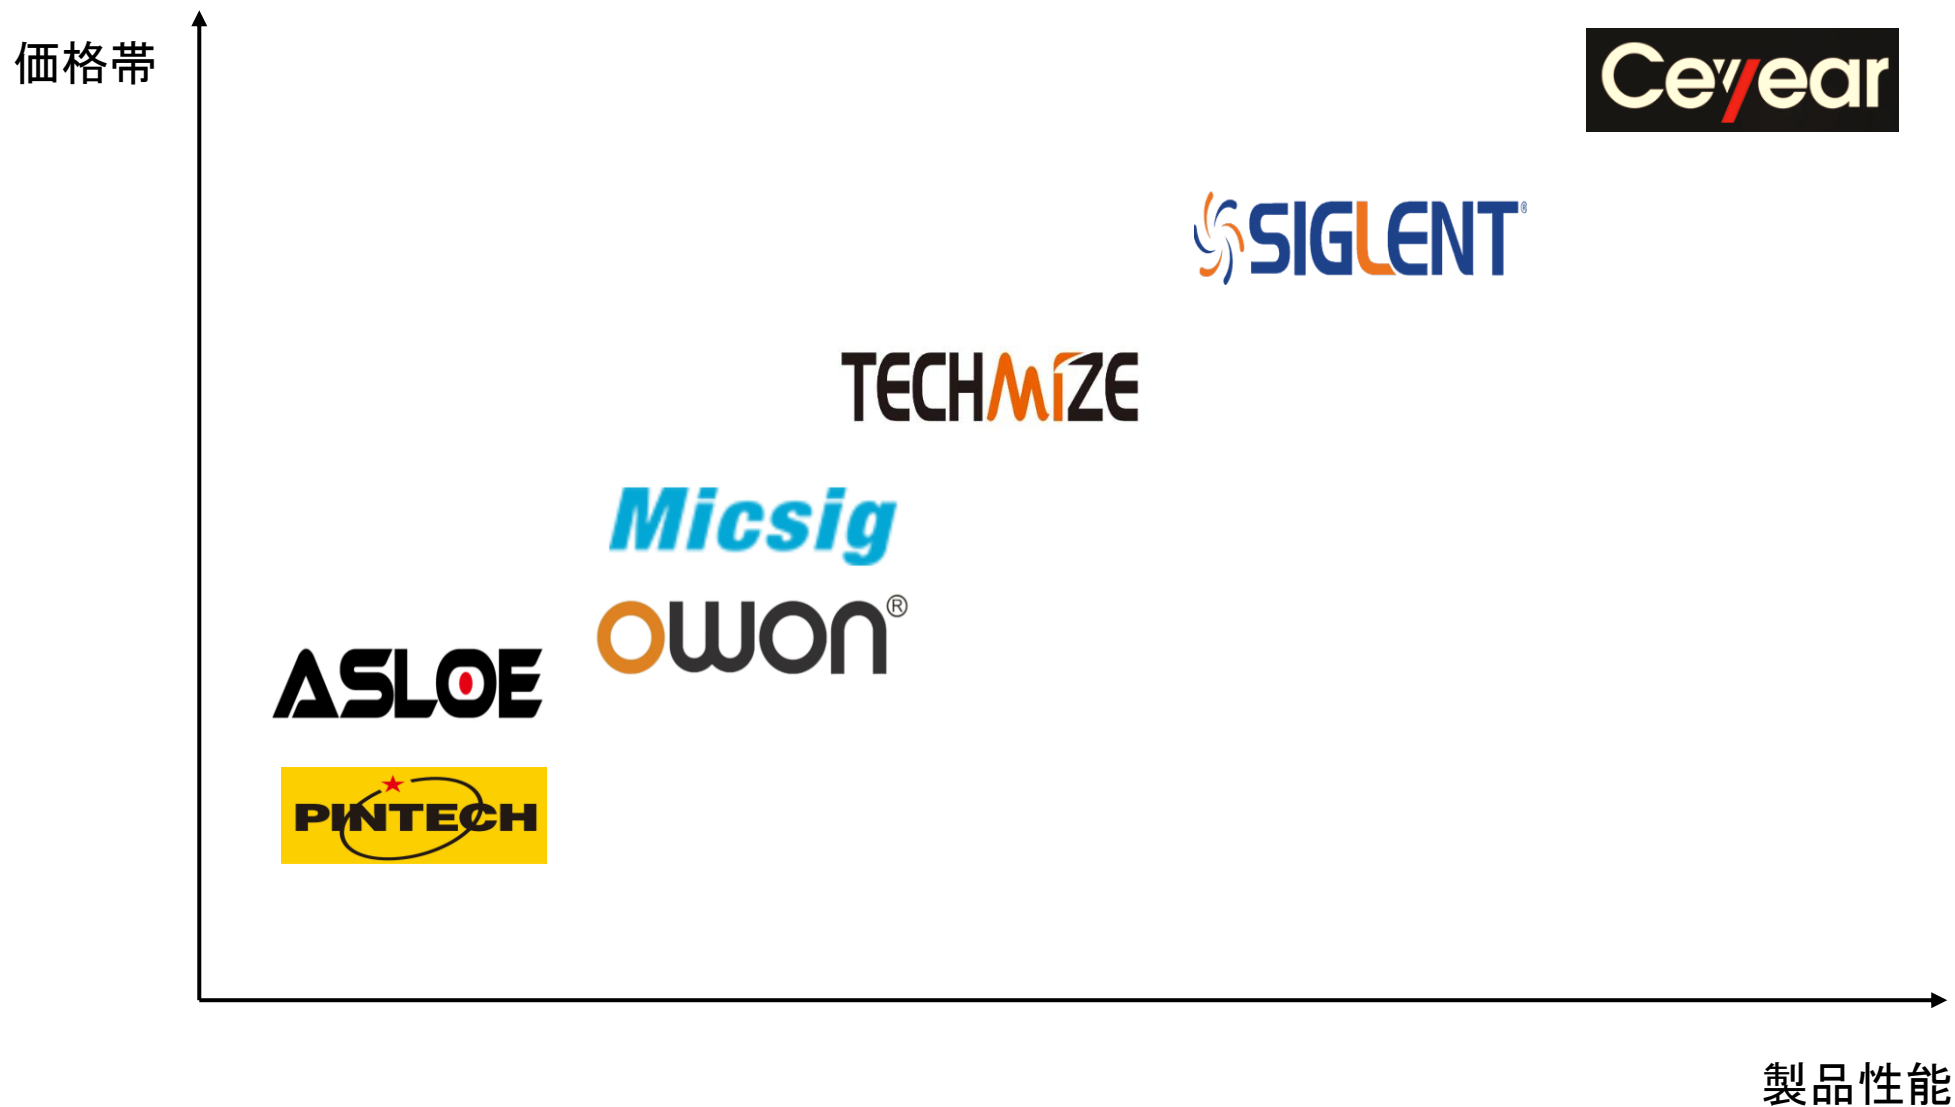 価格帯
Ceyear
SIGLENT®
TECHMIZE
Micsig
OWON®
ASLOE
PINTECH
製品性能